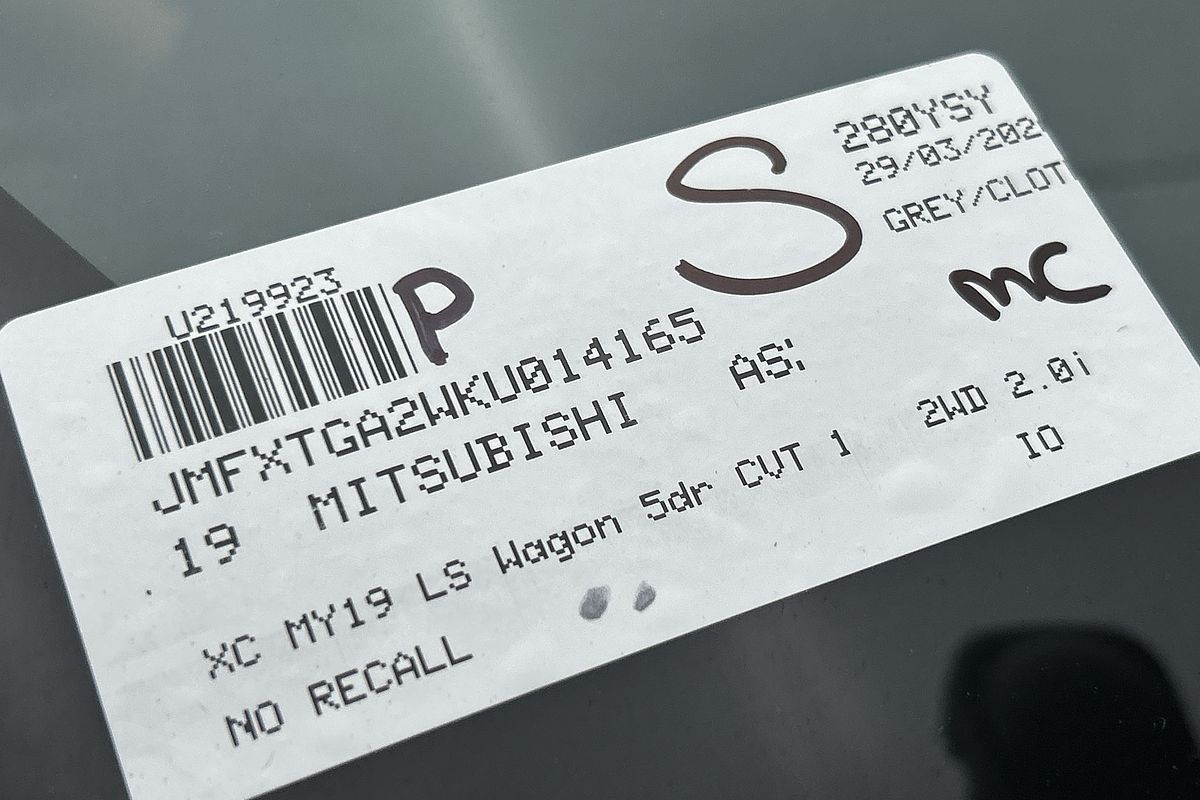 280YSY
S
29/03/202
GREY/CLOT
U219923
P
MC
JMFXTGA2WKU014165
19 MITSUBISHI AS:
XC MY19 LS Wagon 5dr CVT 1 2WD 2.0i
NO RECALL IO